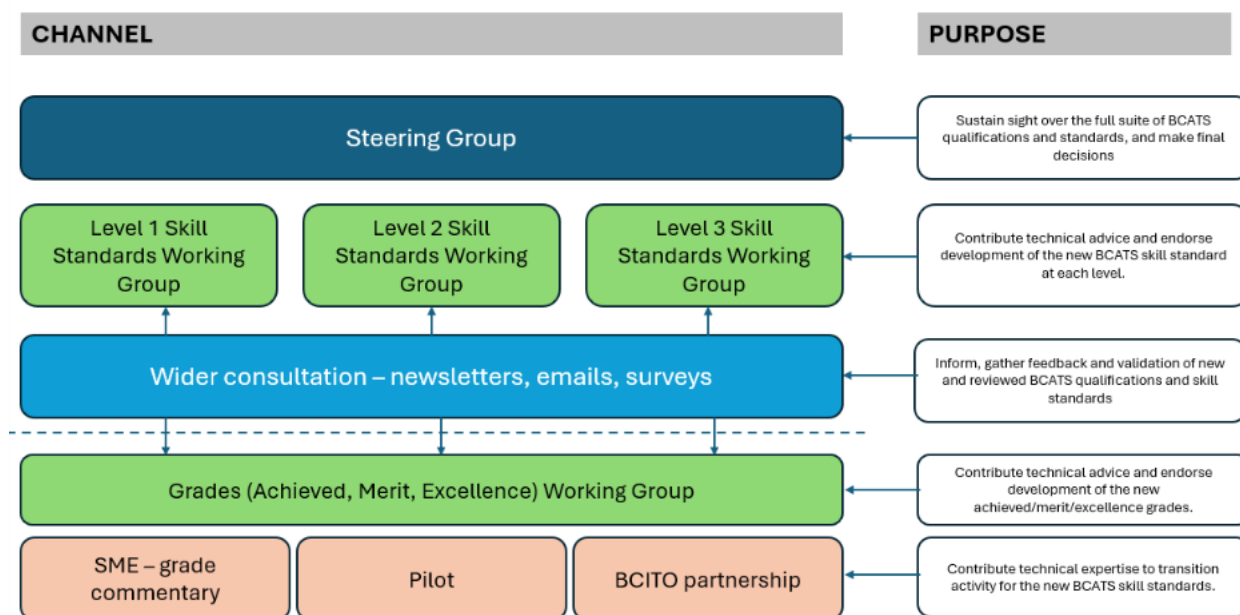 CHANNEL
PURPOSE
Steering Group
Sustain sight over the full suite of BCATS
qualifications and standards, and make final
decisions
Level 1 Skill
Standards Working
Group
Level 2 Skill
Standards Working
Group
Level 3 Skill
Standards Working
Group
Contribute technical advice and endorse
development of the new BCATS skill standard
at each level.
Wider consultation – newsletters, emails, surveys
Inform, gather feedback and validation of new
and reviewed BCATS qualifications and skill
standards
Grades (Achieved, Merit, Excellence) Working Group
Contribute technical advice and endorse
development of the new
achieved/merit/excellence grades.
SME – grade
commentary
Pilot
BCITO partnership
Contribute technical expertise to transition
activity for the new BCATS skill standards.